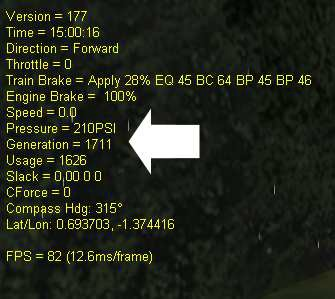 Version = 177
Time = 15:00:16
Direction = Forward
Throttle = 0
Train Brake = Apply 28% EQ 45 BC 64 BP 45 BP 46
Engine Brake = 100%
Speed = 0.0
Pressure = 210PSI
Generation = 1711
Usage = 1626
Slack = 0,00 0 0
CForce = 0
Compass Hdg: 315°
Lat/Lon: 0.693703, -1.374416
FPS = 82 (12.6ms/frame)